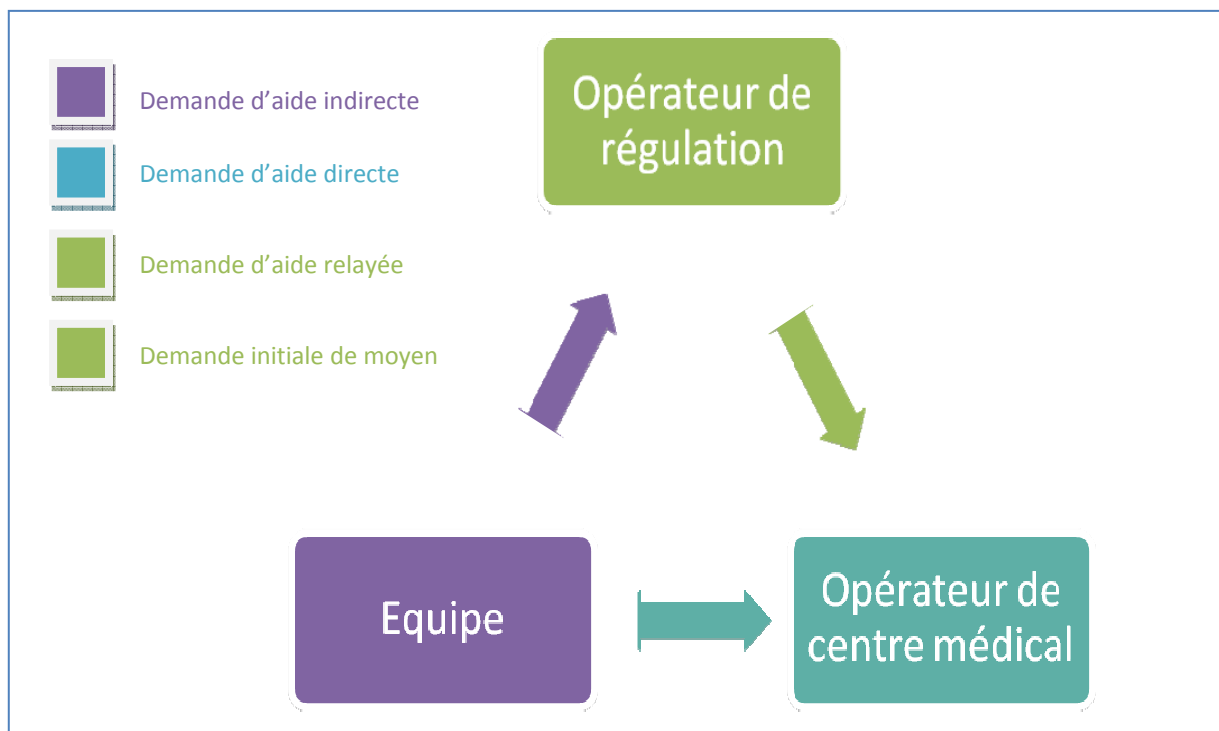 Demande d’aide indirecte
Demande d’aide directe
Demande d’aide relayée
Demande initiale de moyen
Opérateur de
régulation
Equipe
Opérateur de
centre médical